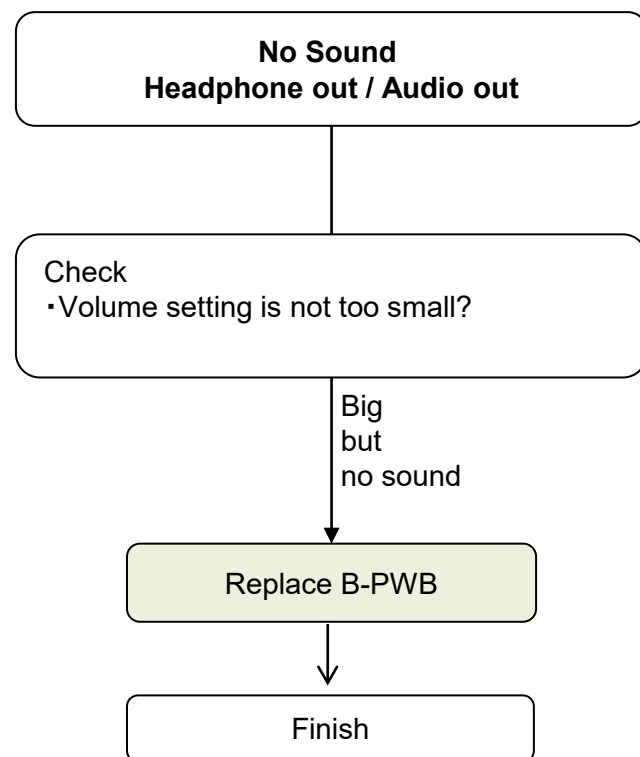 No Sound
Headphone out / Audio out
Check
・Volume setting is not too small?
Big
but
no sound
Replace B-PWB
Finish